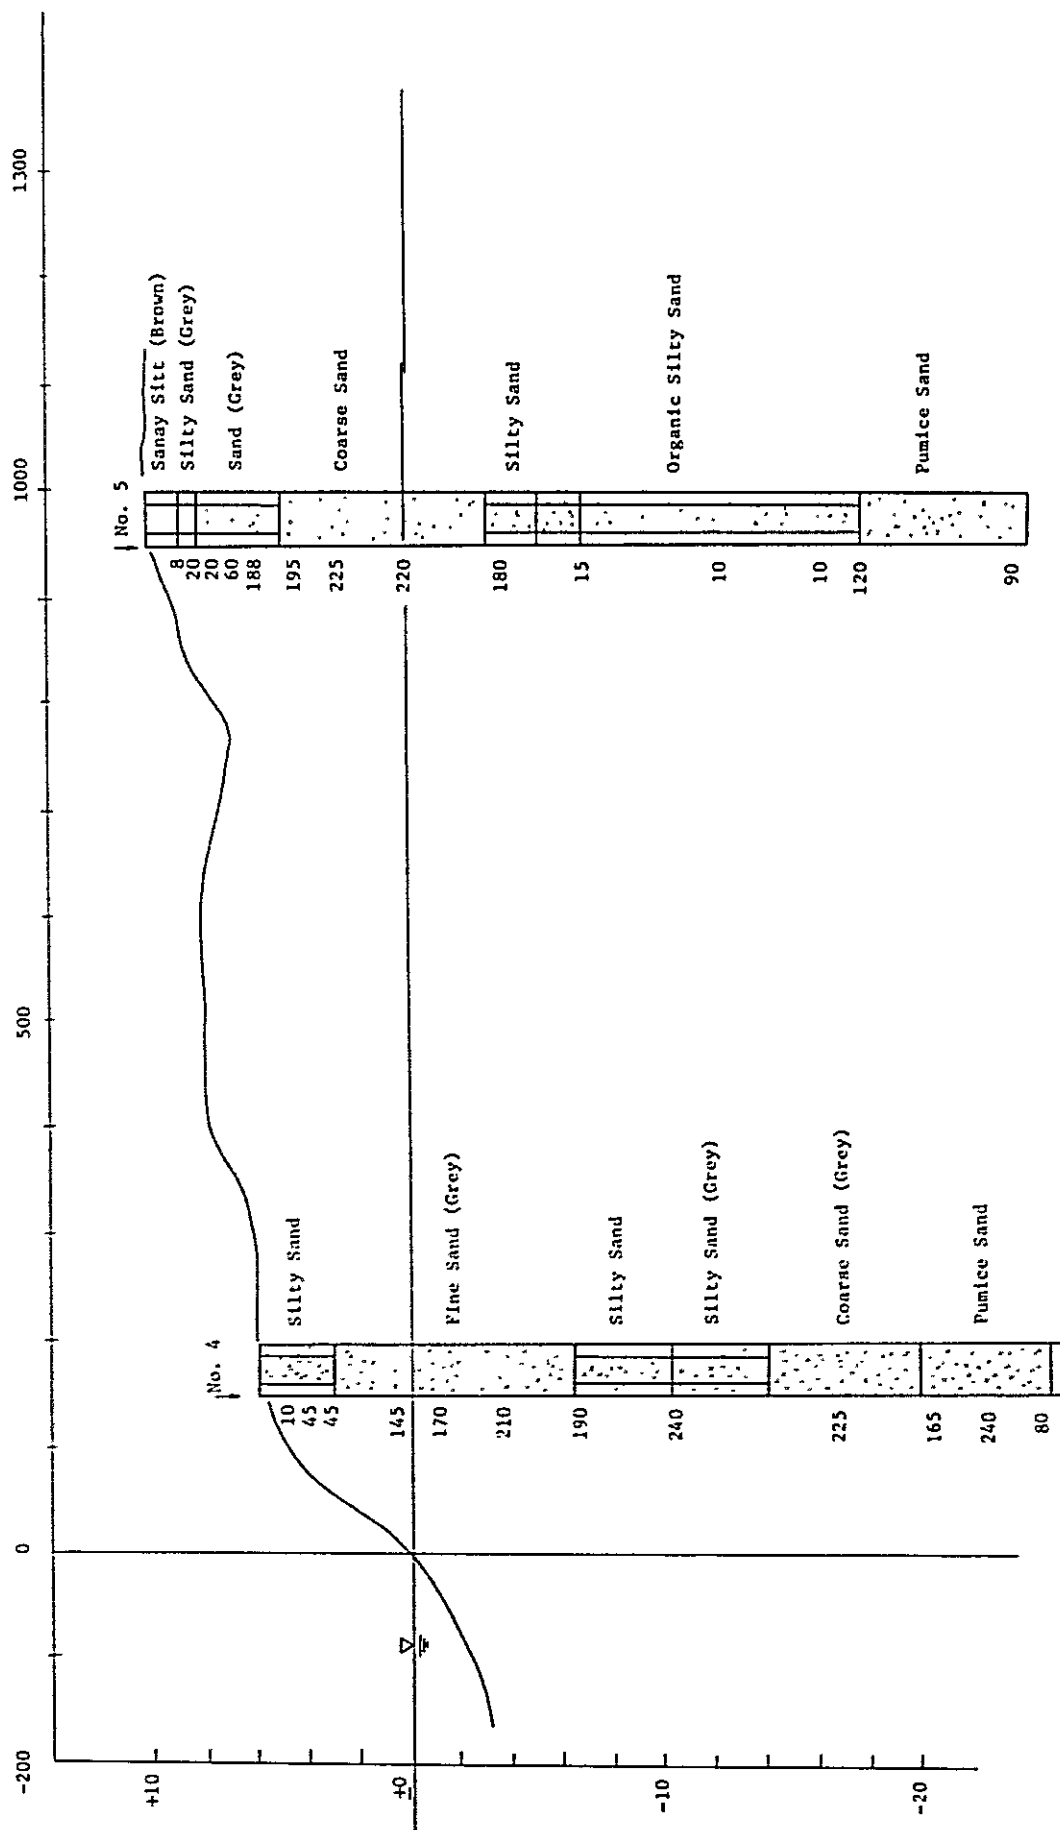 -200
0
500
1000
1300
+10
±0
-10
-20
No. 4
10
45
45
145
170
210
190
240
225
165
240
80
Silty Sand
Fine Sand (Grey)
Silty Sand
Silty Sand (Grey)
Coarse Sand (Grey)
Pumice Sand
No. 5
8
20
20
60
188
195
225
220
180
15
10
10
120
90
Sanay Sitt (Brown)
Silty Sand (Grey)
Sand (Grey)
Coarse Sand
Silty Sand
Organic Silty Sand
Pumice Sand